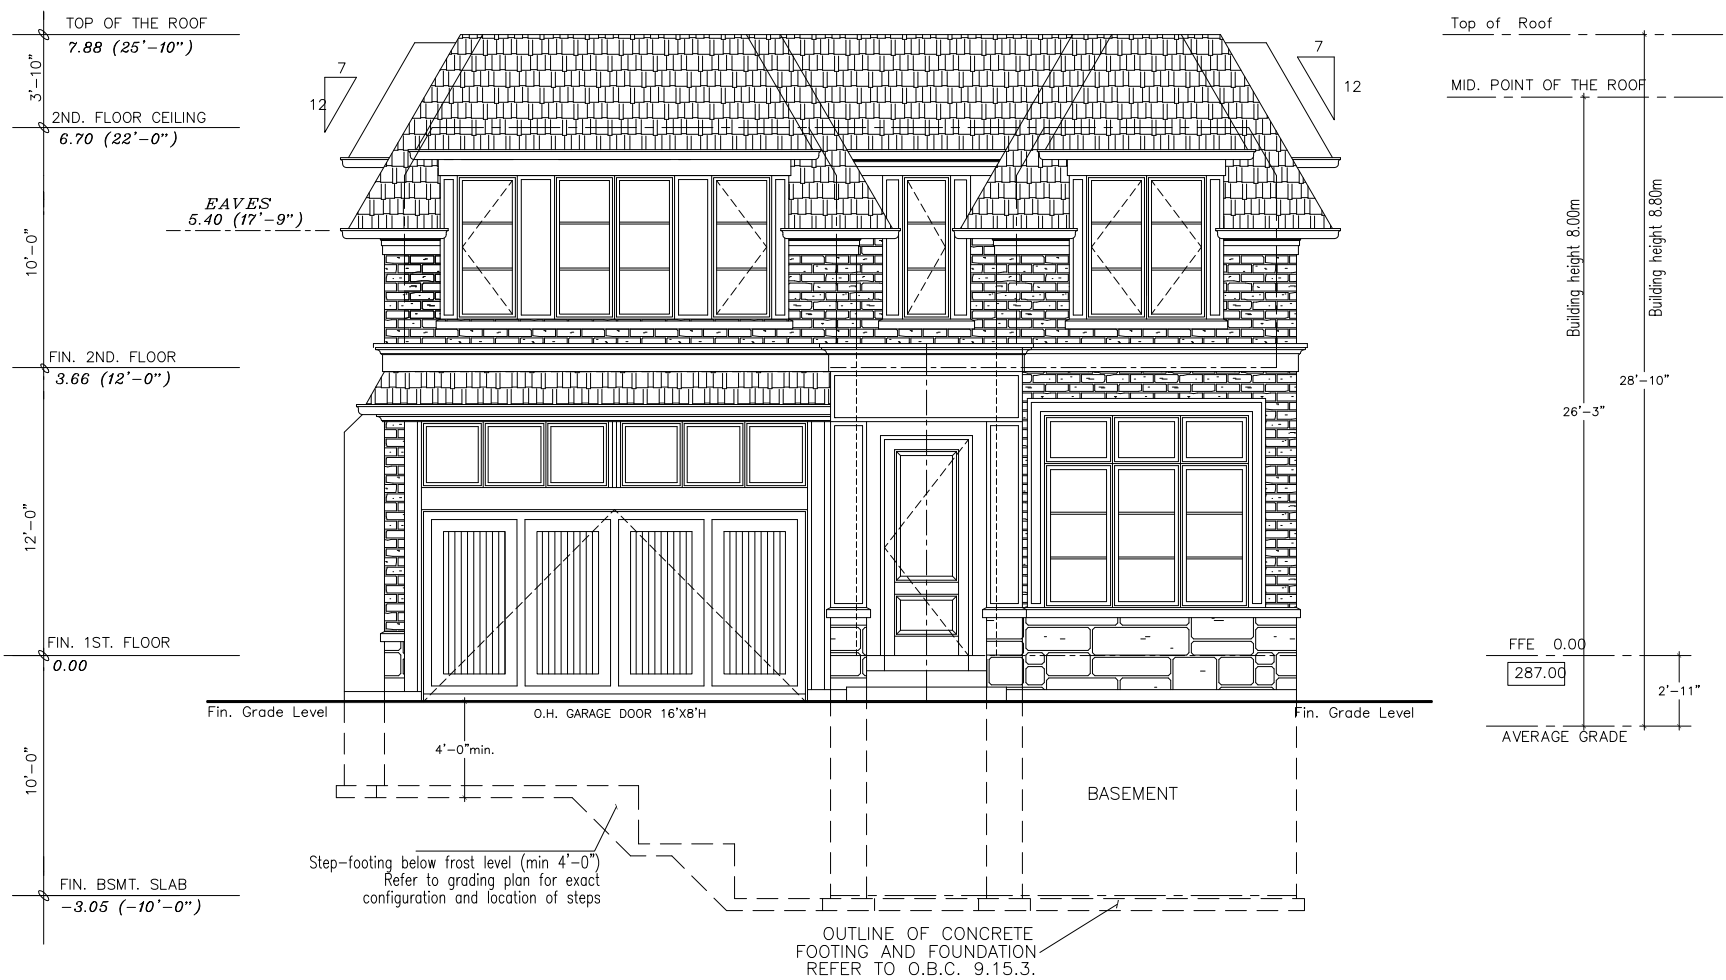 TOP OF THE ROOF
7.88 (25'-10")
3'-10"
2ND. FLOOR CEILING
6.70 (22'-0")
EAVES
5.40 (17'-9")
10'-0"
FIN. 2ND. FLOOR
3.66 (12'-0")
12'-0"
FIN. 1ST. FLOOR
0.00
10'-0"
FIN. BSMT. SLAB
-3.05 (-10'-0")
7
12
7
12
Fin. Grade Level
O.H. GARAGE DOOR 16'X8'H
Fin. Grade Level
4'-0"min.
BASEMENT
Step-footing below frost level (min 4'-0")
Refer to grading plan for exact
configuration and location of steps
OUTLINE OF CONCRETE
FOOTING AND FOUNDATION
REFER TO O.B.C. 9.15.3.
Top of Roof
MID. POINT OF THE ROOF
Building height 8.00m
Building height 8.80m
28'-10"
26'-3"
FFE 0.00
287.00
2'-11"
AVERAGE GRADE